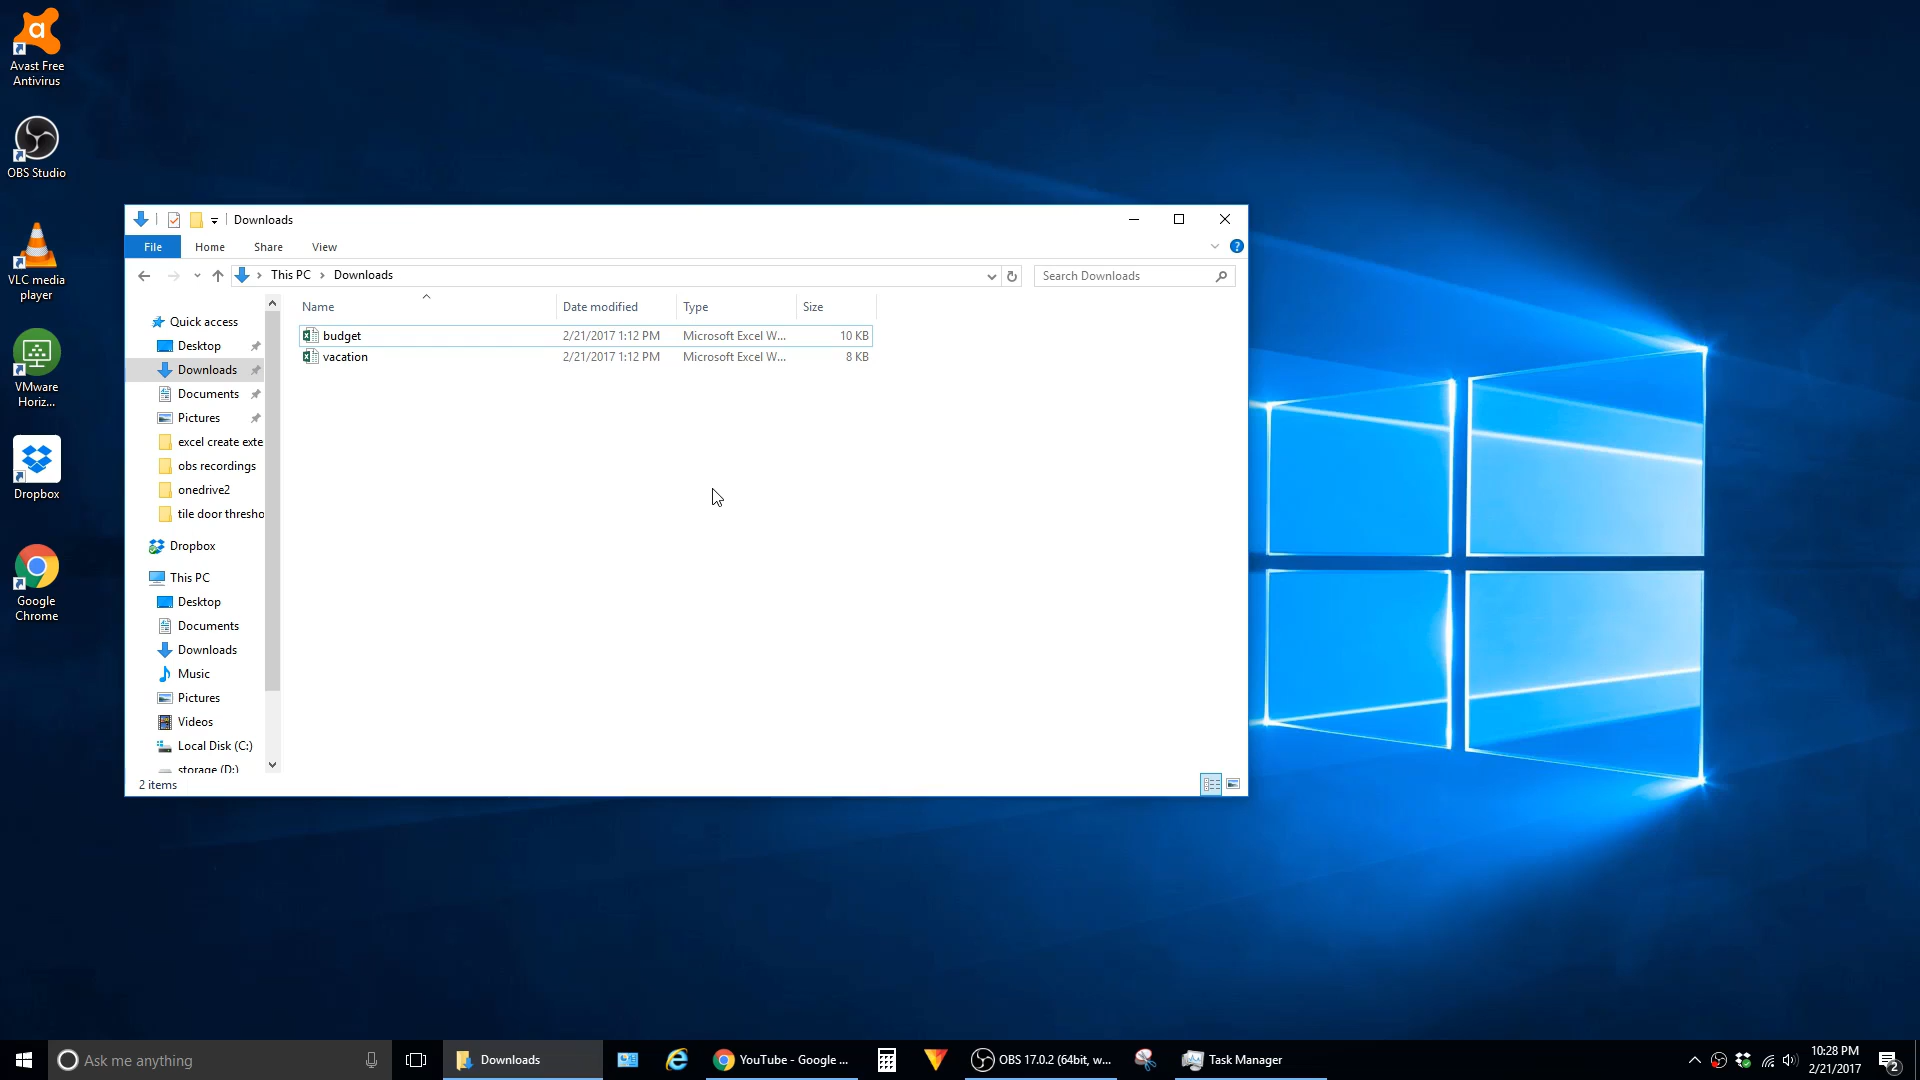 Avast Free
Antivirus
OBS Studio
VLC media
player
VMware
Horiz...
Dropbox
Google
Chrome
Downloads
File Home Share View
This PC Downloads
Search Downloads
Name Date modified Type Size
budget 2/21/2017 1:12 PM Microsoft Excel W... 10 KB
vacation 2/21/2017 1:12 PM Microsoft Excel W... 8 KB
Quick access
Desktop
Downloads
Documents
Pictures
excel create exte
obs recordings
onedrive2
tile door thresho
Dropbox
This PC
Desktop
Documents
Downloads
Music
Pictures
Videos
Local Disk (C:)
storage (D:)
2 items
Ask me anything
Downloads
YouTube - Google ...
OBS 17.0.2 (64bit, w...
Task Manager
10:28 PM
2/21/2017
2